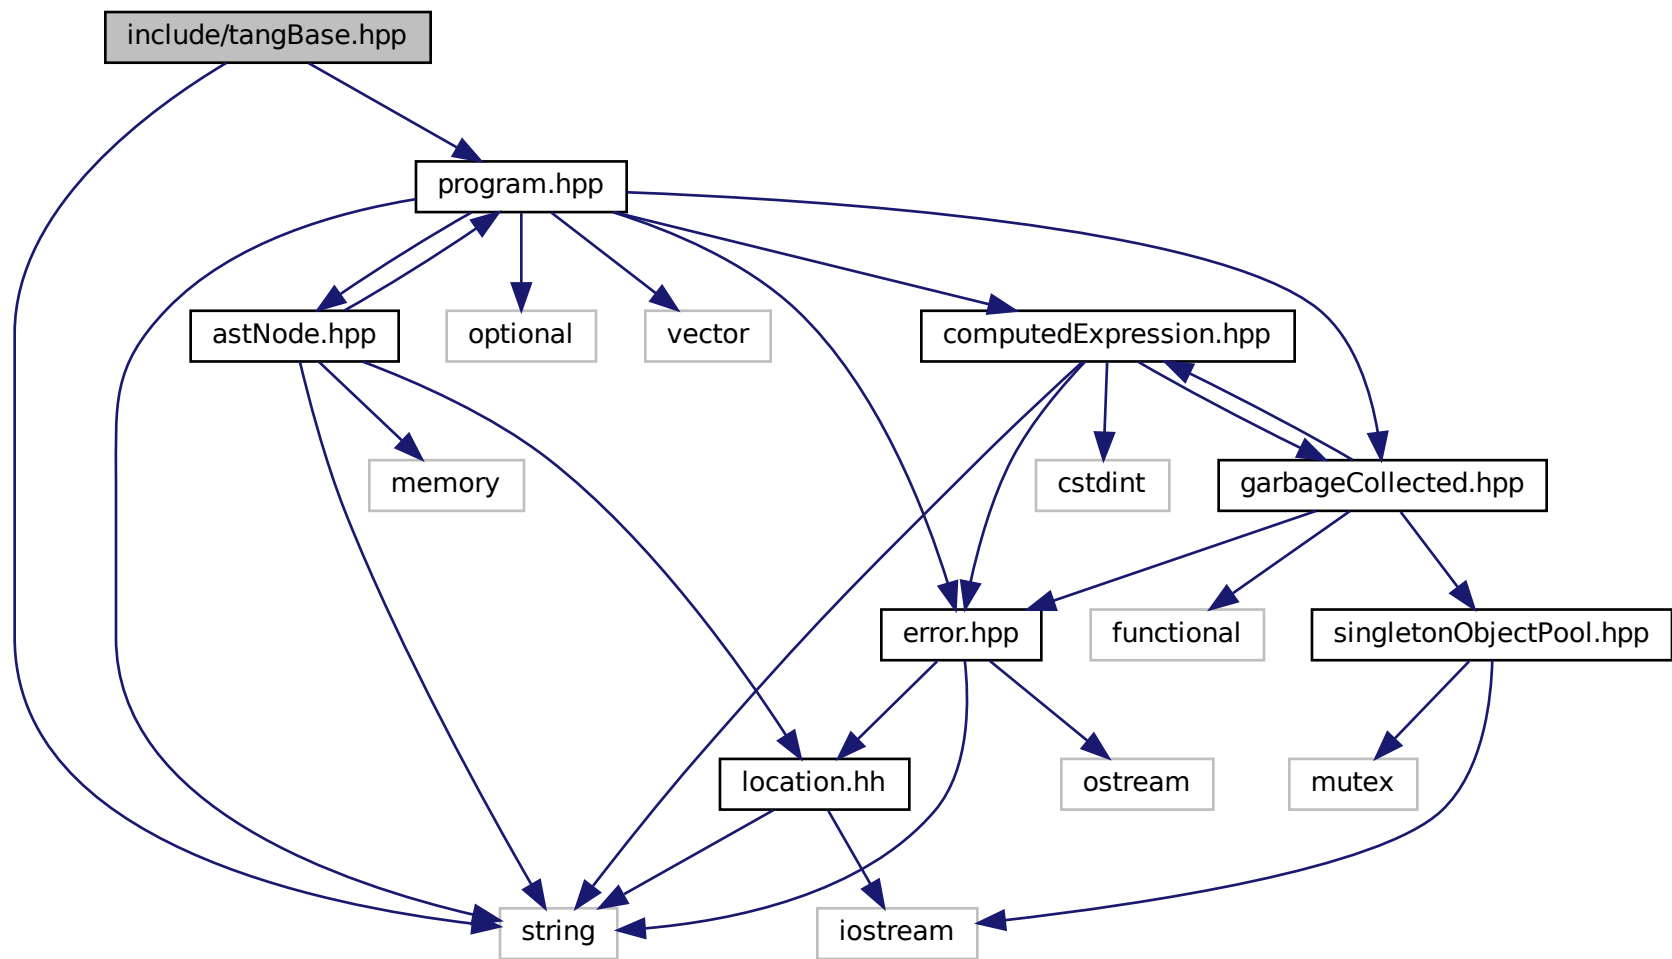 include/tangBase.hpp
program.hpp
astNode.hpp
optional
vector
computedExpression.hpp
memory
cstdint
garbageCollected.hpp
error.hpp
functional
singletonObjectPool.hpp
location.hh
ostream
mutex
string
iostream